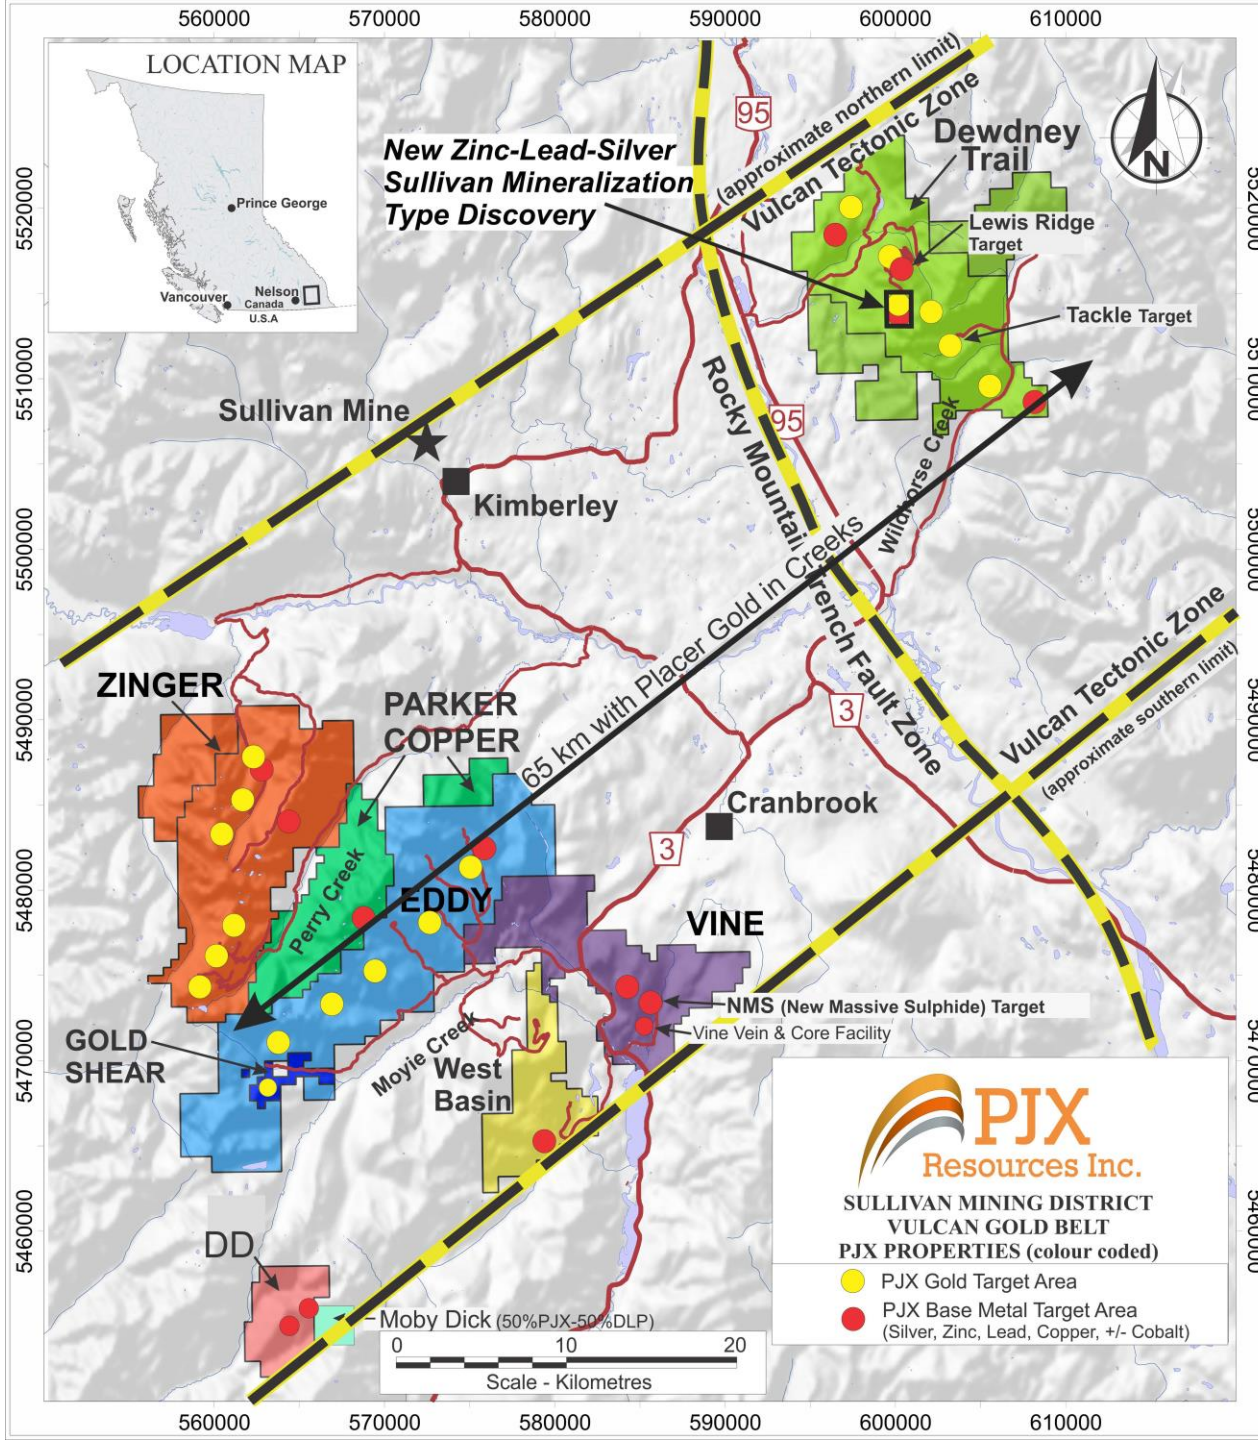 560000 570000 580000 590000 600000 610000
LOCATION MAP
Prince George
Vancouver
Nelson
Canada
U.S.A
95
(approximate northern limit)
Vulcan Tectonic Zone
New Zinc-Lead-Silver
Sullivan Mineralization
Type Discovery
Dewdney
Trail
N
Lewis Ridge
Target
Tackle Target
5520000
5510000
5500000
5490000
5480000
5470000
5460000
5520000
5510000
5500000
5490000
5480000
5470000
5460000
Sullivan Mine
Kimberley
95
Rocky Mountain Trench Fault Zone
Wildhorse Creek
65 km with Placer Gold in Creeks
Vulcan Tectonic Zone
(approximate southern limit)
ZINGER
PARKER
COPPER
3
3
Cranbrook
Perry Creek
EDDY
VINE
NMS (New Massive Sulphide) Target
Vine Vein & Core Facility
GOLD
SHEAR
Moyie Creek
West
Basin
DD
Moby Dick (50%PJX-50%DLP)
0 10 20
Scale - Kilometres
PJX
Resources Inc.
SULLIVAN MINING DISTRICT
VULCAN GOLD BELT
PJX PROPERTIES (colour coded)
PJX Gold Target Area
PJX Base Metal Target Area
(Silver, Zinc, Lead, Copper, +/- Cobalt)
560000 570000 580000 590000 600000 610000